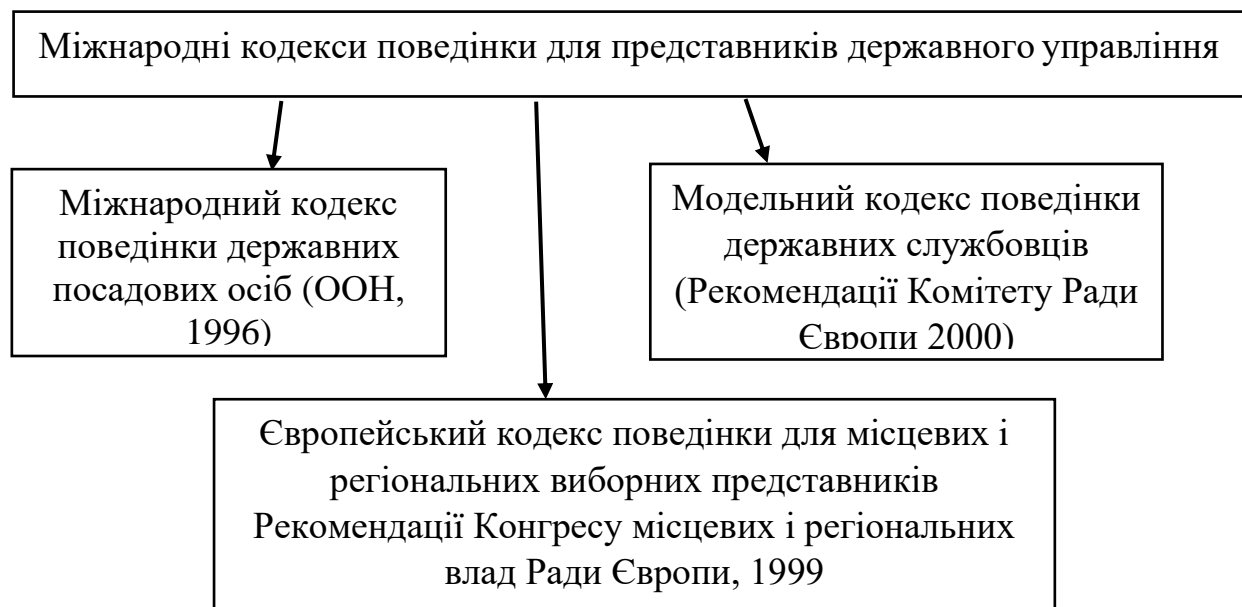 Міжнародні кодекси поведінки для представників державного управління
Міжнародний кодекс
поведінки державних
посадових осіб (ООН,
1996)
Модельний кодекс поведінки
державних службовців
(Рекомендації Комітету Ради
Європи 2000)
Європейський кодекс поведінки для місцевих і
регіональних виборних представників
Рекомендації Конгресу місцевих і регіональних
влад Ради Європи, 1999